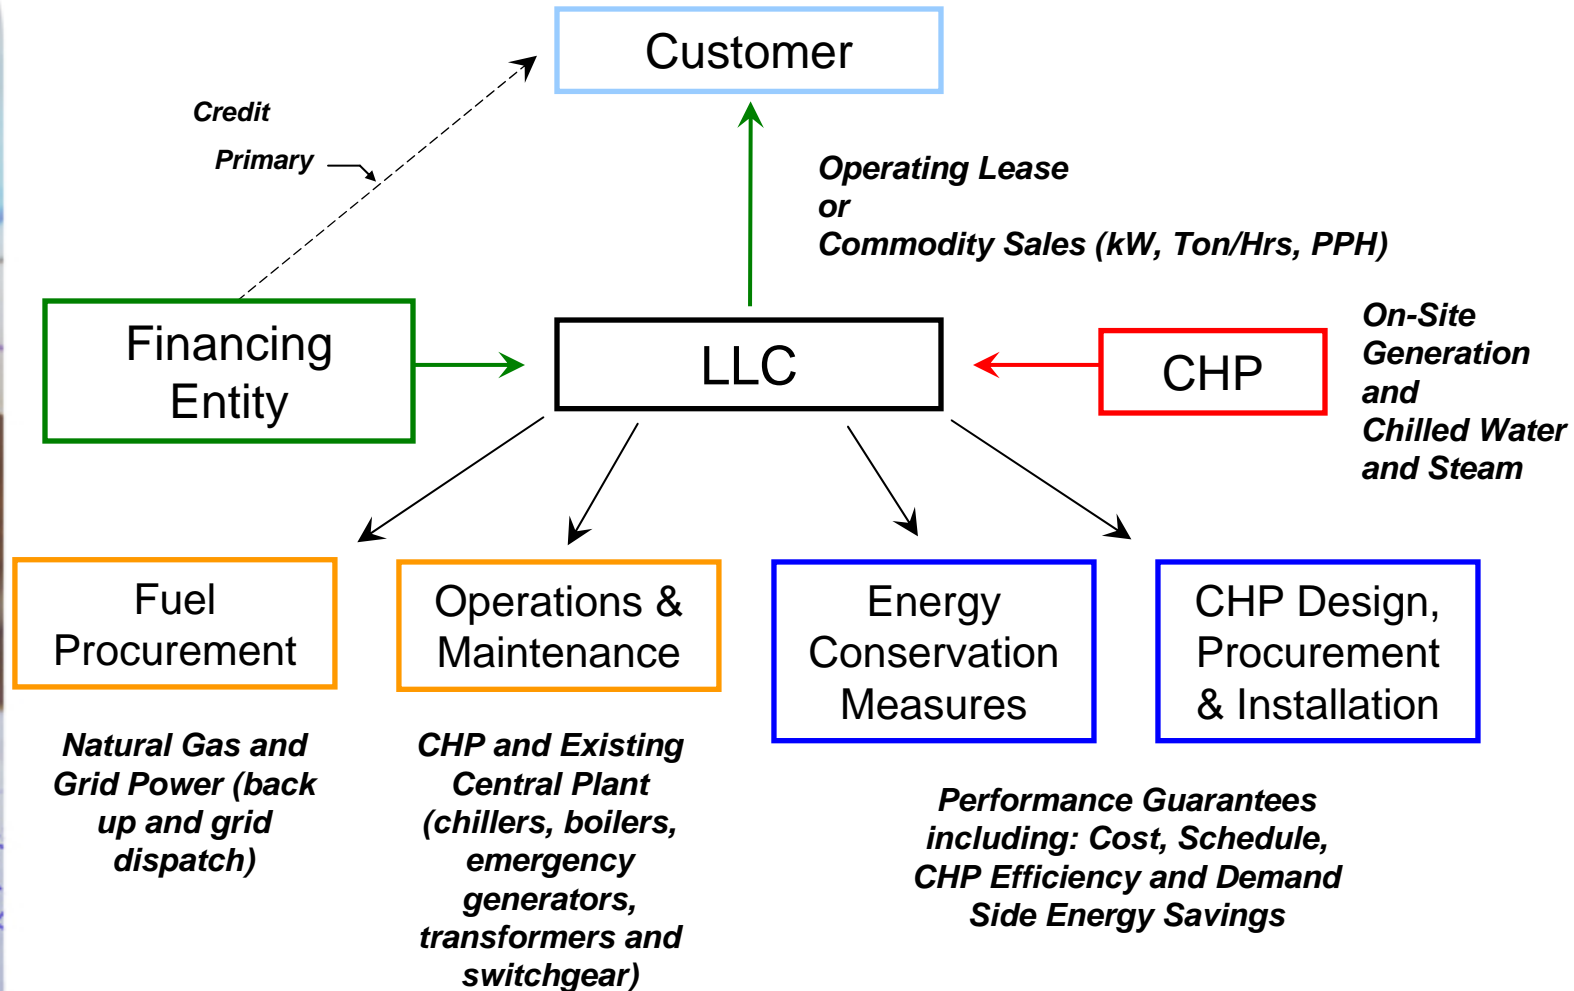 Customer
Credit
Primary
Operating Lease
or
Commodity Sales (kW, Ton/Hrs, PPH)
Financing
Entity
LLC
CHP
On-Site
Generation
and
Chilled Water
and Steam
Fuel
Procurement
Operations &
Maintenance
Energy
Conservation
Measures
CHP Design,
Procurement
& Installation
Natural Gas and
Grid Power (back
up and grid
dispatch)
CHP and Existing
Central Plant
(chillers, boilers,
emergency
generators,
transformers and
switchgear)
Performance Guarantees
including: Cost, Schedule,
CHP Efficiency and Demand
Side Energy Savings